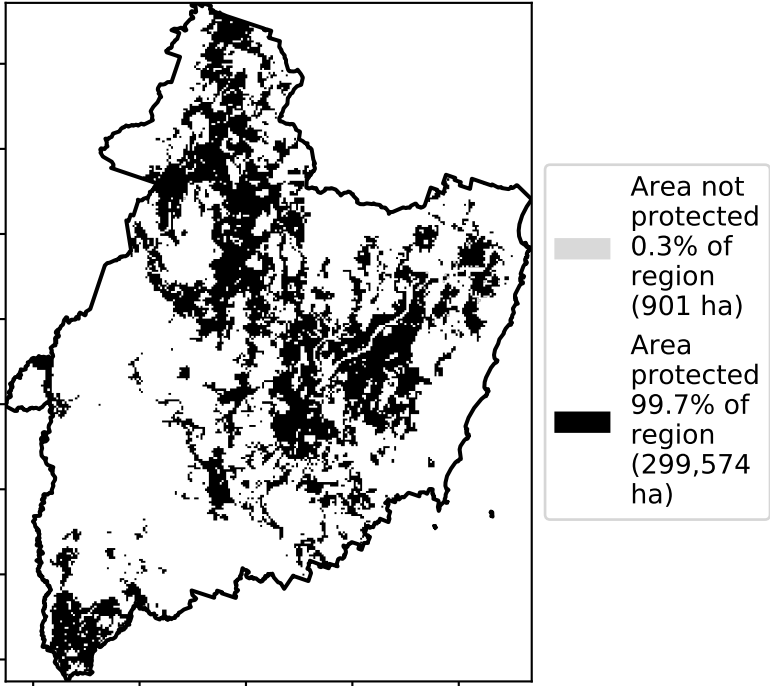 Area not
protected
0.3% of
region
(901 ha)
Area
protected
99.7% of
region
(299,574
ha)